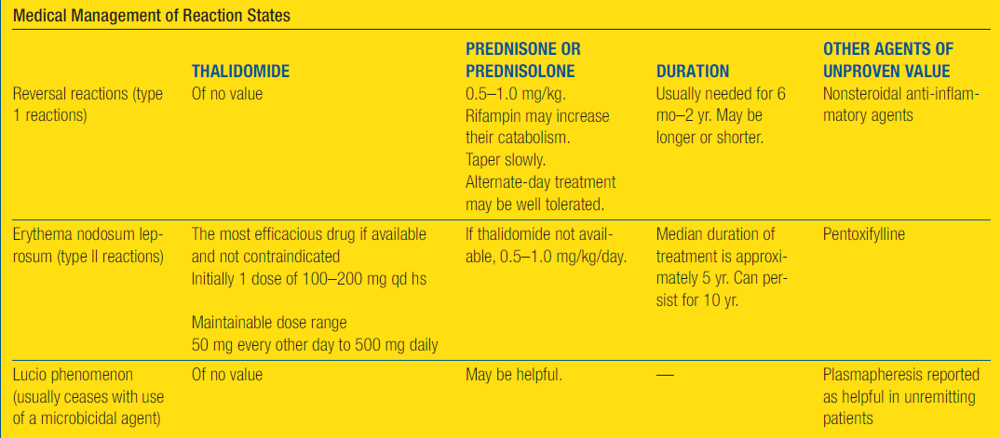 Medical Management of Reaction States
THALIDOMIDE
PREDNISONE OR
PREDNISOLONE
DURATION
OTHER AGENTS OF
UNPROVEN VALUE
Reversal reactions (type
1 reactions)
Of no value
0.5–1.0 mg/kg.
Rifampin may increase
their catabolism.
Taper slowly.
Alternate-day treatment
may be well tolerated.
Usually needed for 6
mo–2 yr. May be
longer or shorter.
Nonsteroidal anti-inflam-
matory agents
Erythema nodosum lep-
rosum (type II reactions)
The most efficacious drug if available
and not contraindicated
Initially 1 dose of 100–200 mg qd hs
Maintainable dose range
50 mg every other day to 500 mg daily
If thalidomide not avail-
able, 0.5–1.0 mg/kg/day.
Median duration of
treatment is approxi-
mately 5 yr. Can per-
sist for 10 yr.
Pentoxifylline
Lucio phenomenon
(usually ceases with use
of a microbicidal agent)
Of no value
May be helpful.
—
Plasmapheresis reported
as helpful in unremitting
patients